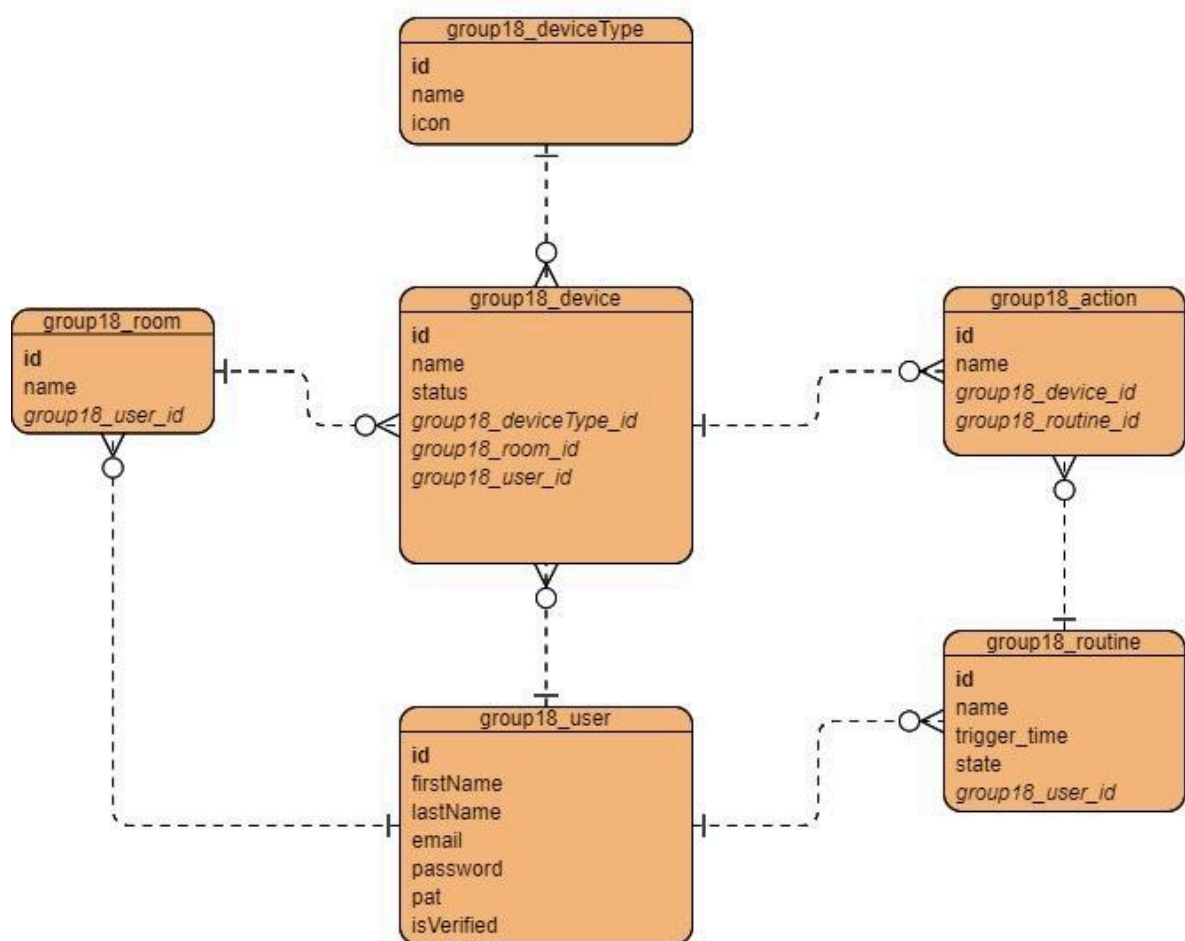 group18_deviceType
id
name
icon
group18_room
id
name
group18_user_id
group18_device
id
name
status
group18_deviceType_id
group18_room_id
group18_user_id
group18_action
id
name
group18_device_id
group18_routine_id
group18_user
id
firstName
lastName
email
password
pat
isVerified
group18_routine
id
name
trigger_time
state
group18_user_id